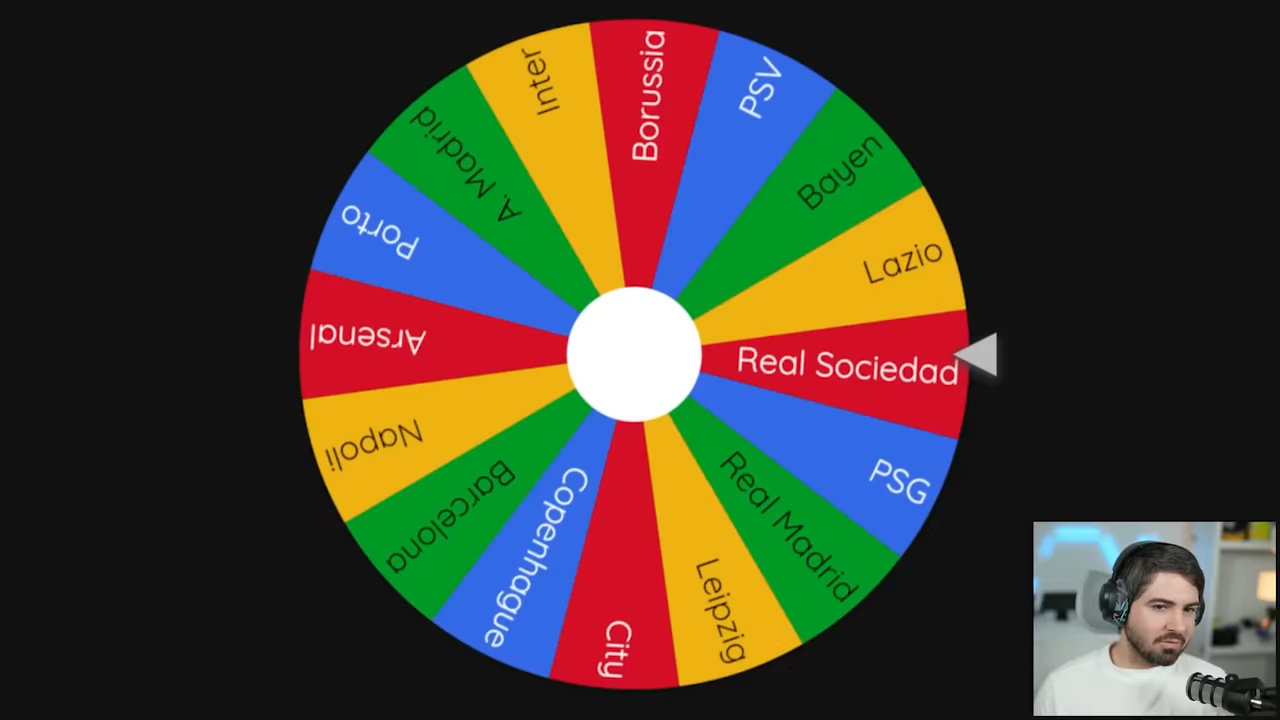 Borussia
PSV
Bayen
Lazio
Real Sociedad
PSG
Real Madrid
Leipzig
City
Copenhague
Barcelona
Napoli
Arsenal
Porto
A. Madrid
Inter